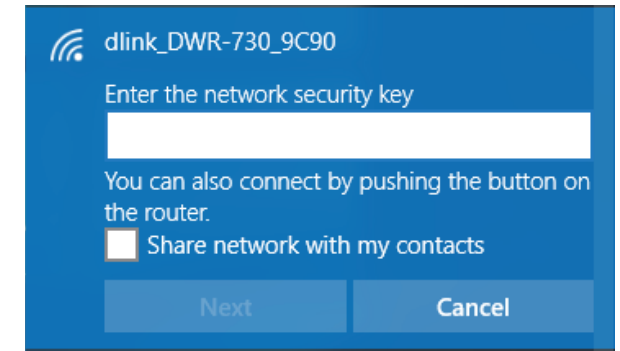 dlink_DWR-730_9C90
Enter the network security key
You can also connect by pushing the button on
the router.
Share network with my contacts
Next
Cancel